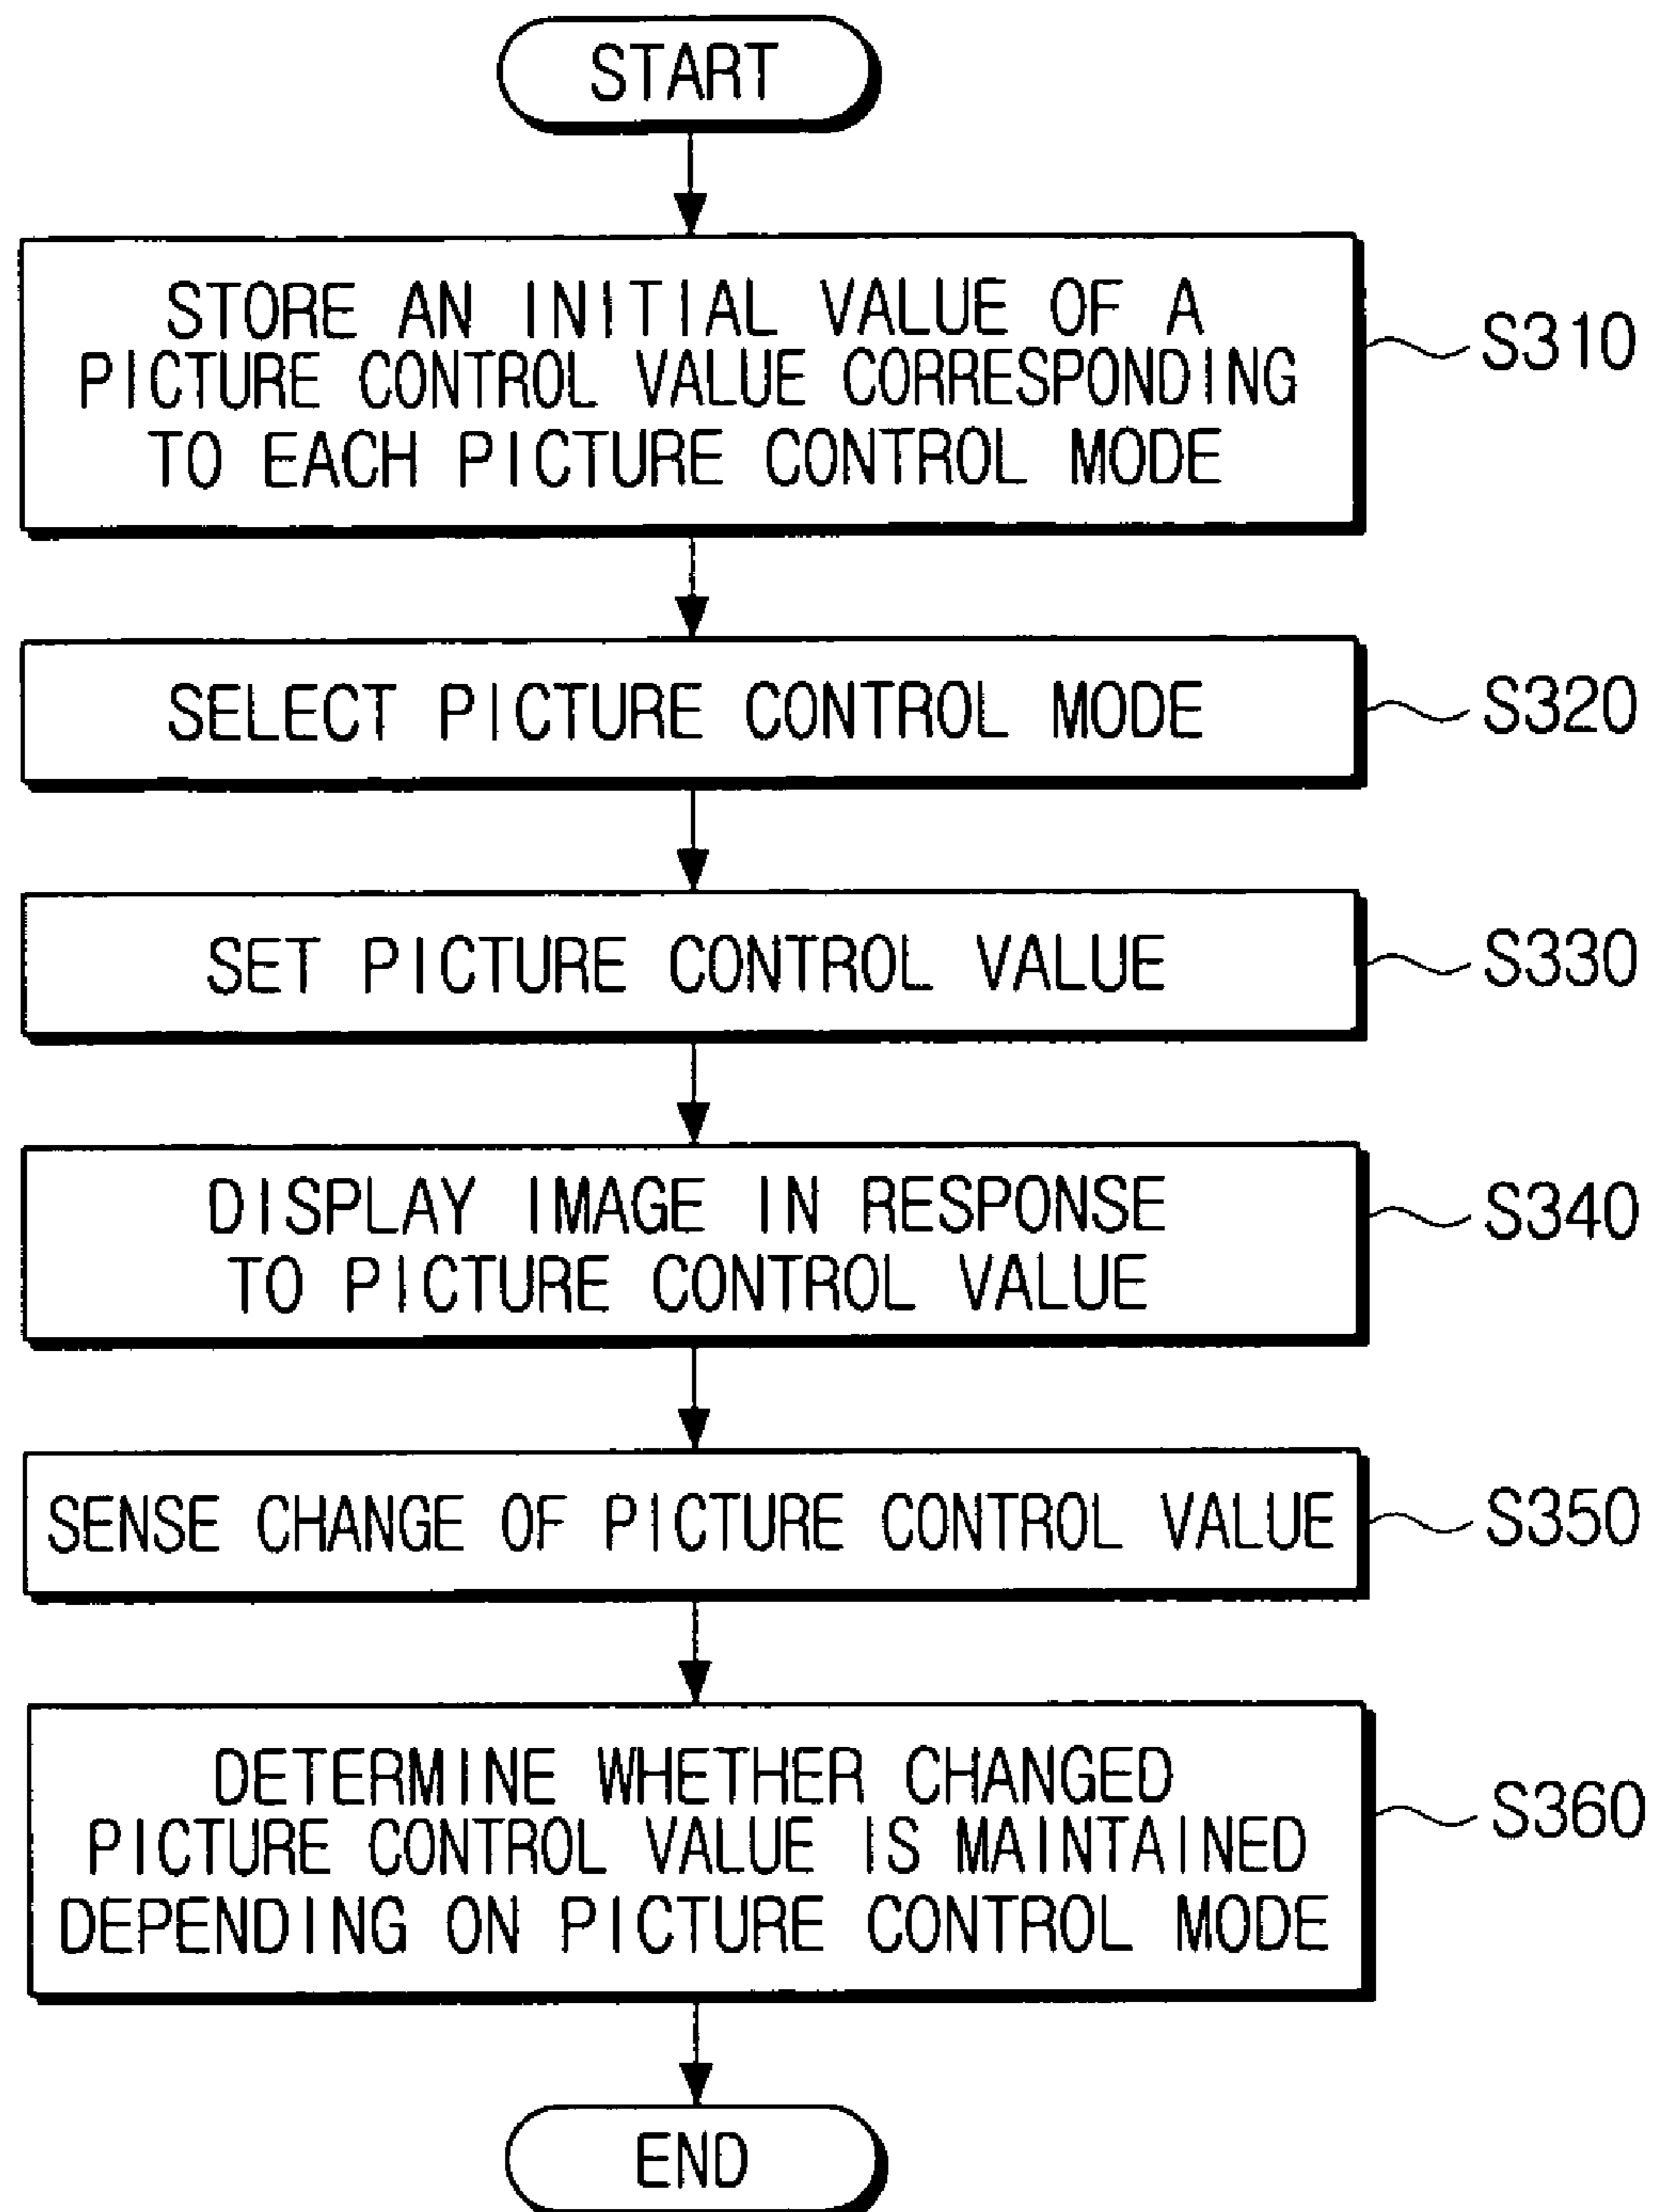 START
STORE AN INITIAL VALUE OF A
PICTURE CONTROL VALUE CORRESPONDING
TO EACH PICTURE CONTROL MODE
S310
SELECT PICTURE CONTROL MODE
S320
SET PICTURE CONTROL VALUE
S330
DISPLAY IMAGE IN RESPONSE
TO PICTURE CONTROL VALUE
S340
SENSE CHANGE OF PICTURE CONTROL VALUE
S350
DETERMINE WHETHER CHANGED
PICTURE CONTROL VALUE IS MAINTAINED
DEPENDING ON PICTURE CONTROL MODE
S360
END